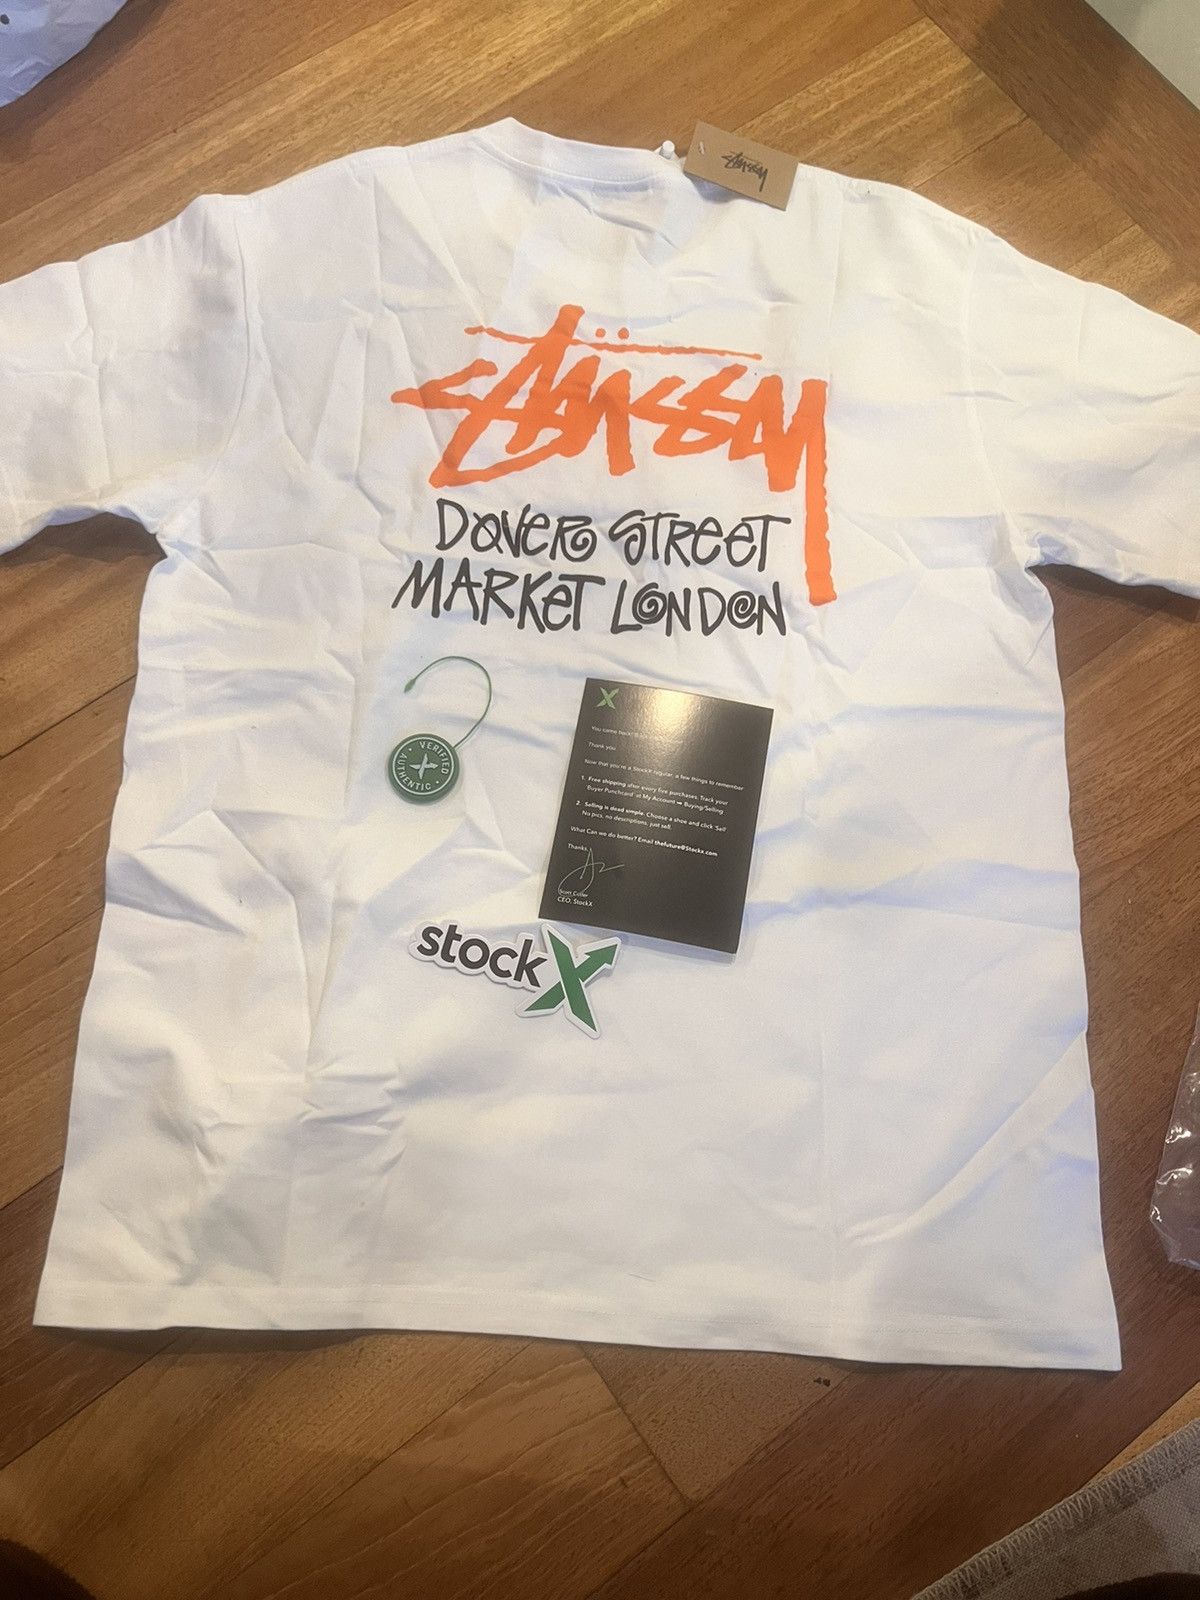 STÜSSY
STÜSSY
DOVER STREET
MARKET LONDON
VERIFIED
AUTHENTIC
X
You came back!
Thank you
Now that you're a StockX regular, a few things to remember
1. Free shipping after every five purchases. Track your
'Buyer Punchcard' at My Account ➡ Buying/Selling
2. Selling is dead simple. Choose a shoe and click 'Sell'
No pics, no descriptions, just sell.
What Can we do better? Email thefuture@Stockx.com
Thanks,
Scott Cutler
CEO, StockX
stockX